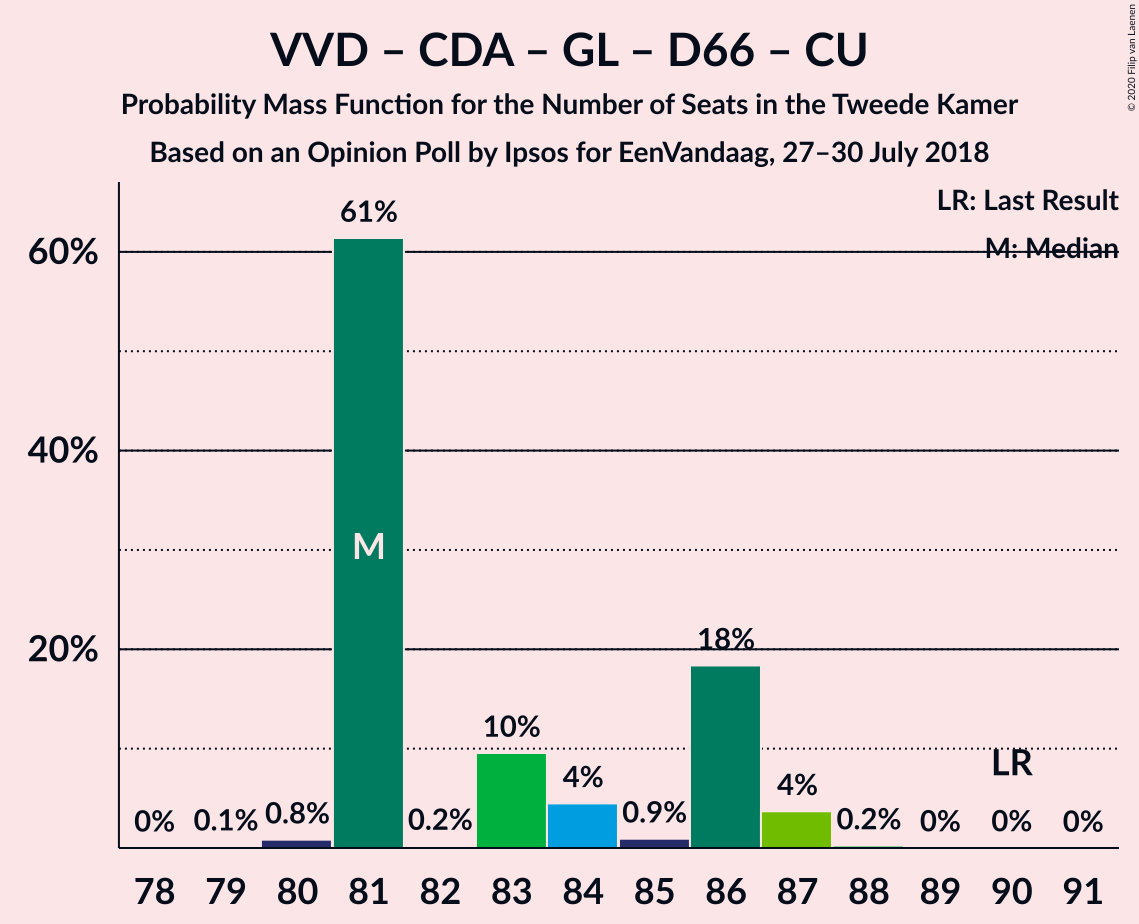 VVD – CDA – GL – D66 – CU
Probability Mass Function for the Number of Seats in the Tweede Kamer
Based on an Opinion Poll by Ipsos for EenVandaag, 27–30 July 2018
© 2020 Filip van Laenen
LR: Last Result
M: Median
60%
40%
20%
61%
M
18%
10%
4%
4%
LR
0%
0.1%
0.8%
0.2%
0.9%
0.2%
0%
0%
0%
78 79 80 81 82 83 84 85 86 87 88 89 90 91